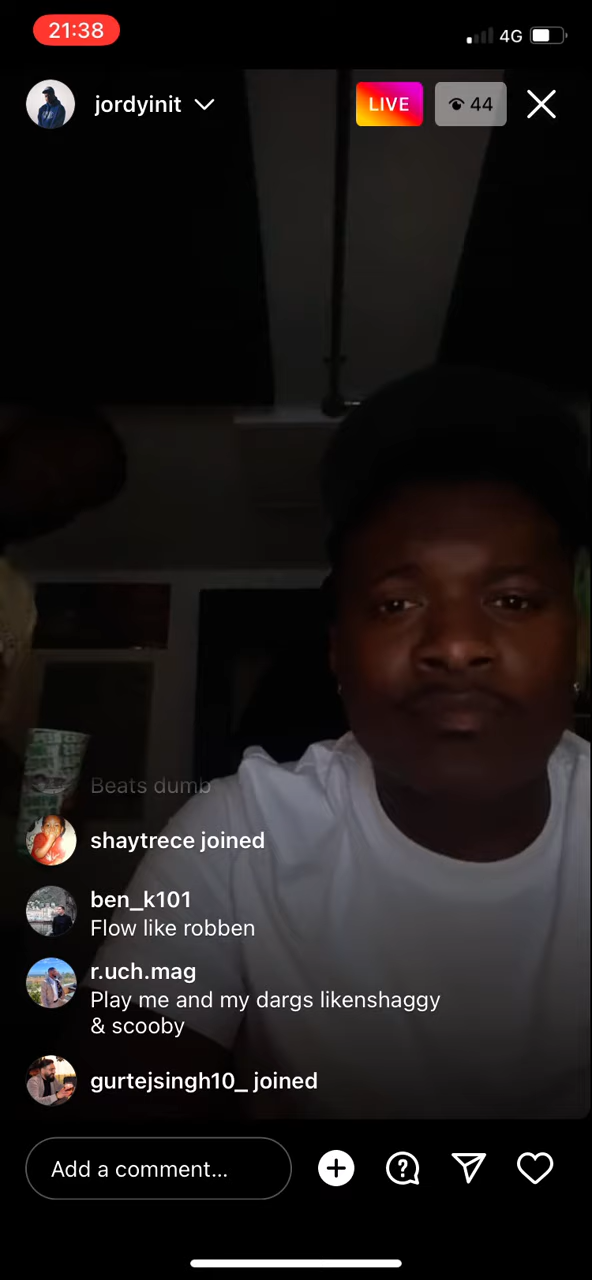 21:38
4G
jordyinit
LIVE
44
Beats dumb
shaytrece joined
ben_k101
Flow like robben
r.uch.mag
Play me and my dargs likenshaggy
& scooby
gurtejsingh10_ joined
Add a comment...